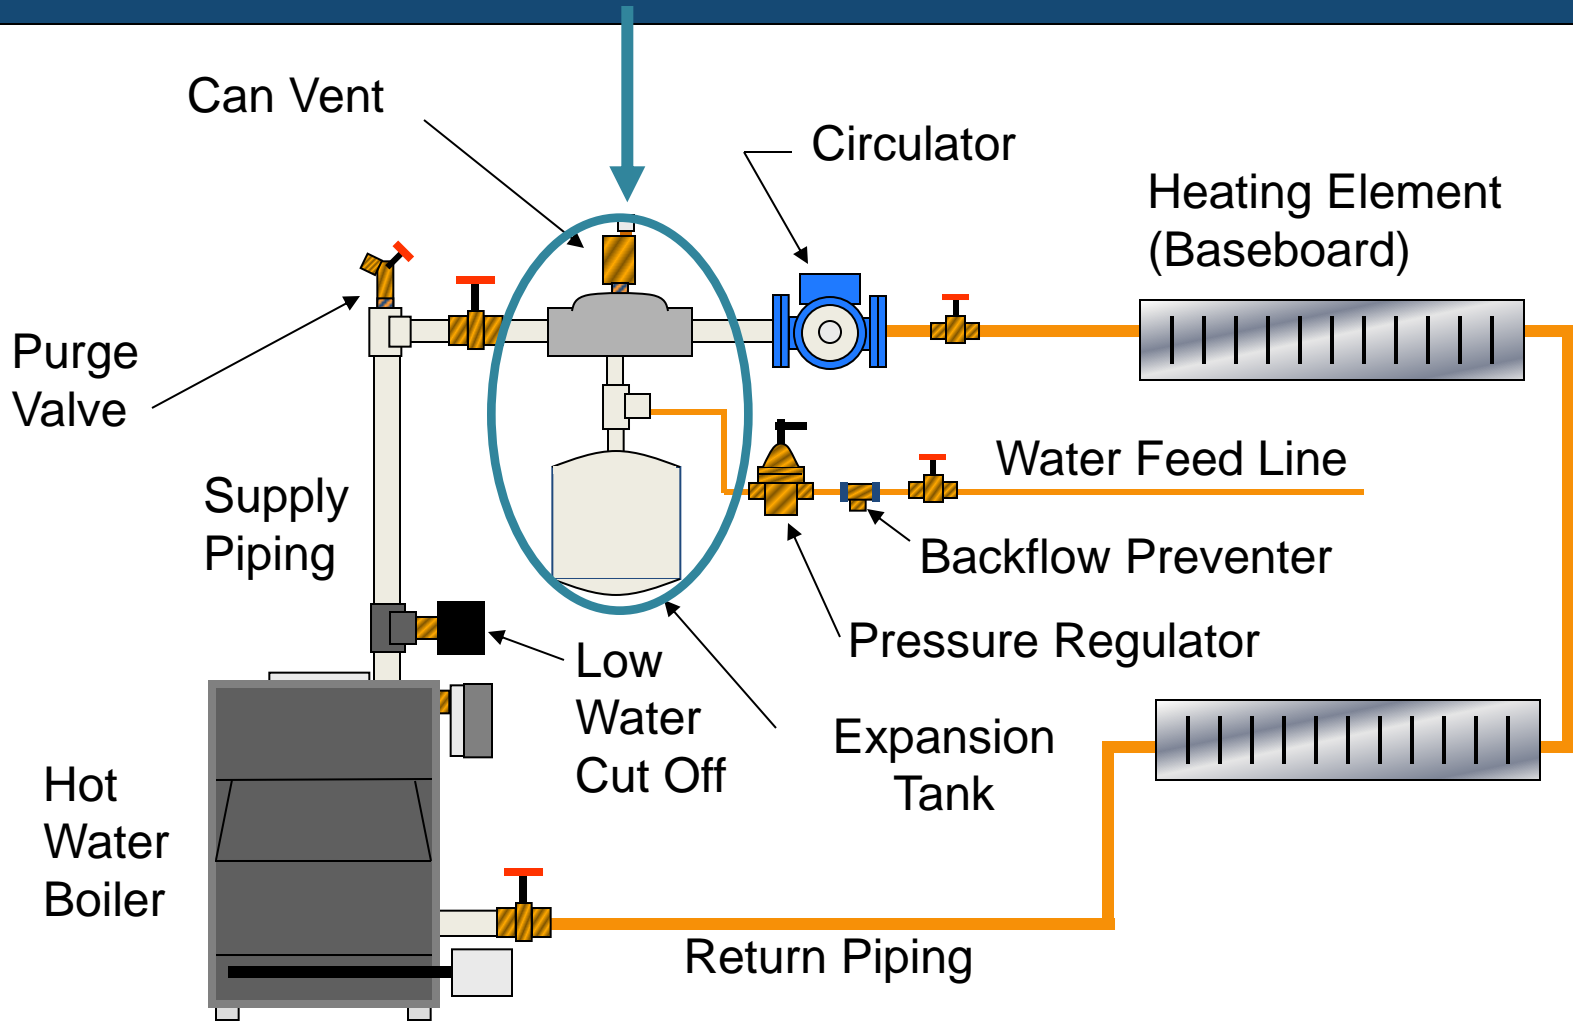 Can Vent
Circulator
Heating Element
(Baseboard)
Purge
Valve
Water Feed Line
Supply
Piping
Backflow Preventer
Pressure Regulator
Low
Water
Cut Off
Expansion
Tank
Hot
Water
Boiler
Return Piping